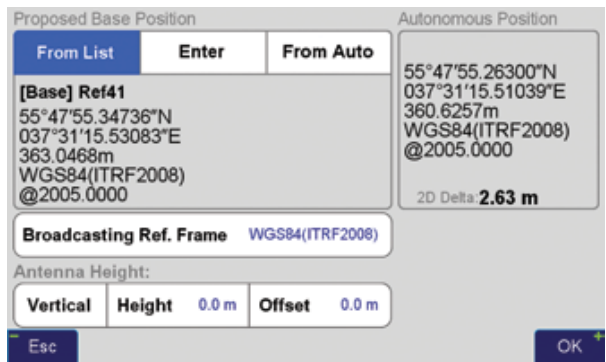 Proposed Base Position
From List Enter From Auto
[Base] Ref41
55°47'55.34736"N
037°31'15.53083"E
363.0468m
WGS84(ITRF2008)
@2005.0000
Autonomous Position
55°47'55.26300"N
037°31'15.51039"E
360.6257m
WGS84(ITRF2008)
@2005.0000
2D Delta:2.63 m
Broadcasting Ref. Frame WGS84(ITRF2008)
Antenna Height:
Vertical Height 0.0 m Offset 0.0 m
- Esc
OK +